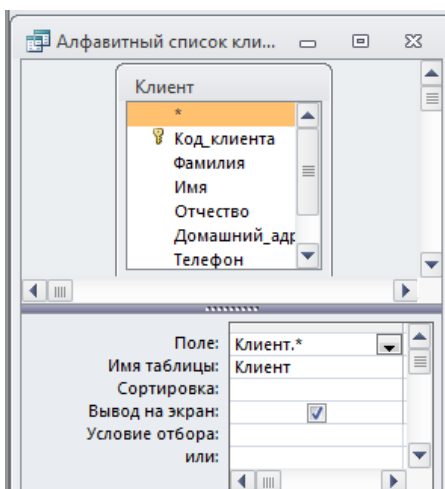 Алфавитный список кли...
Клиент
*
Код_клиента
Фамилия
Имя
Отчество
Домашний_адр
Телефон
Поле: Клиент.*
Имя таблицы: Клиент
Сортировка:
Вывод на экран:
Условие отбора:
или: